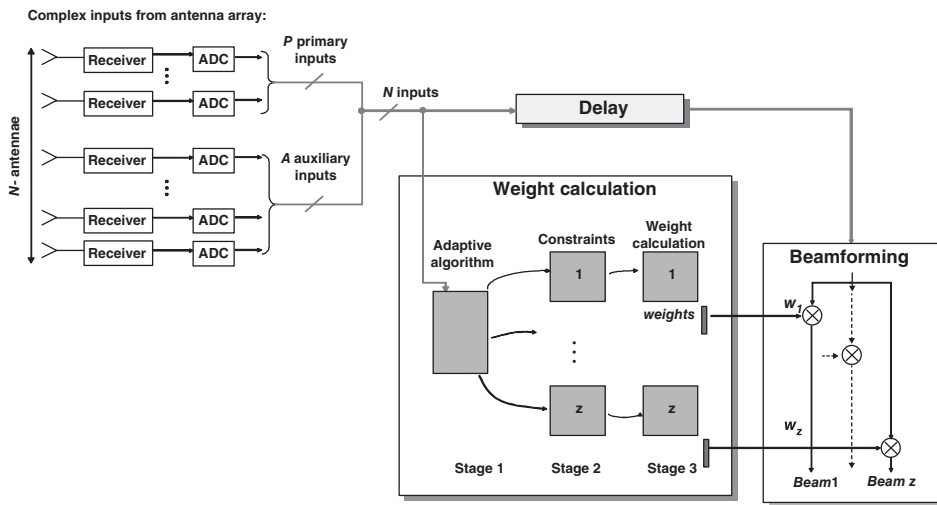 Complex inputs from antenna array:
P primary
inputs
Receiver
ADC
Receiver
ADC
N inputs
Delay
N- antennae
Receiver
ADC
A auxiliary
inputs
Receiver
ADC
Receiver
ADC
Weight calculation
Adaptive
algorithm
Constraints
Weight
calculation
1
1
weights
z
z
Stage 1
Stage 2
Stage 3
Beamforming
w1
wz
Beam1
Beam z